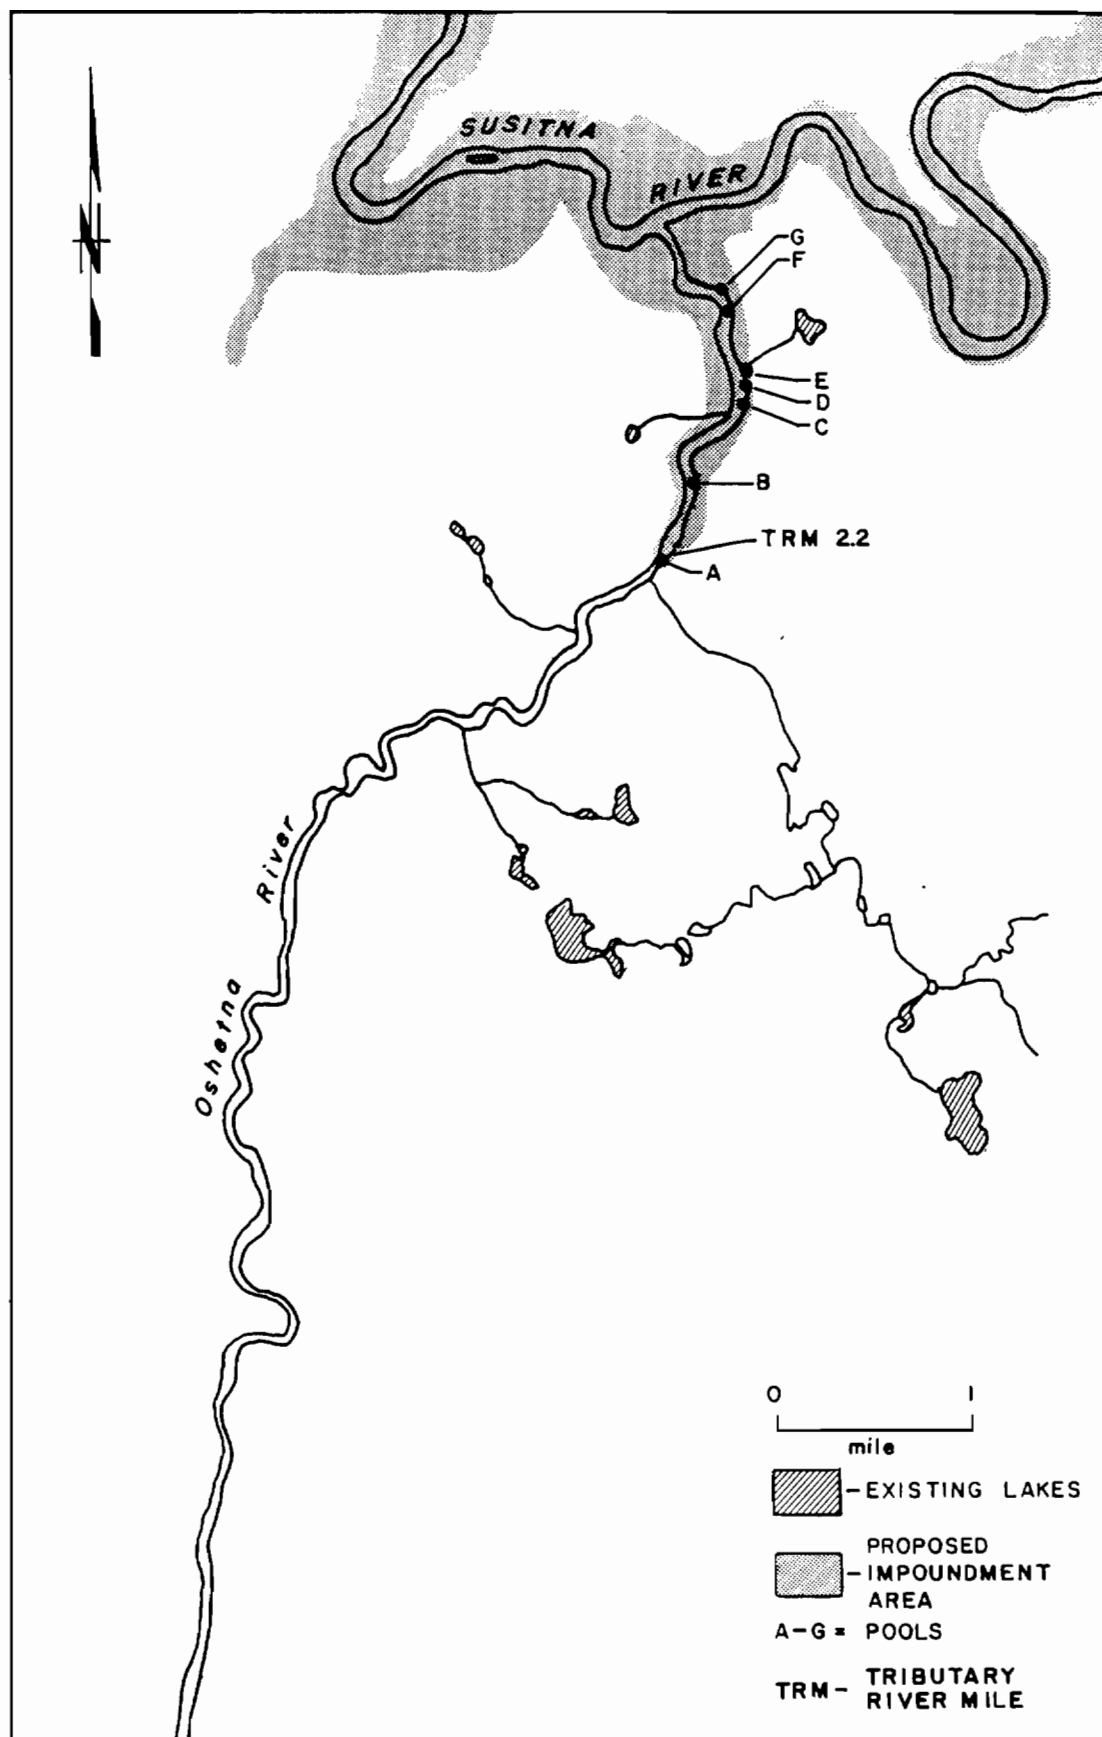 SUSITNA
RIVER
G
F
E
D
C
B
TRM 2.2
A
River
Oshetna
0 1
mile
-EXISTING LAKES
PROPOSED
-IMPOUNDMENT
AREA
A-G = POOLS
TRM- TRIBUTARY
RIVER MILE